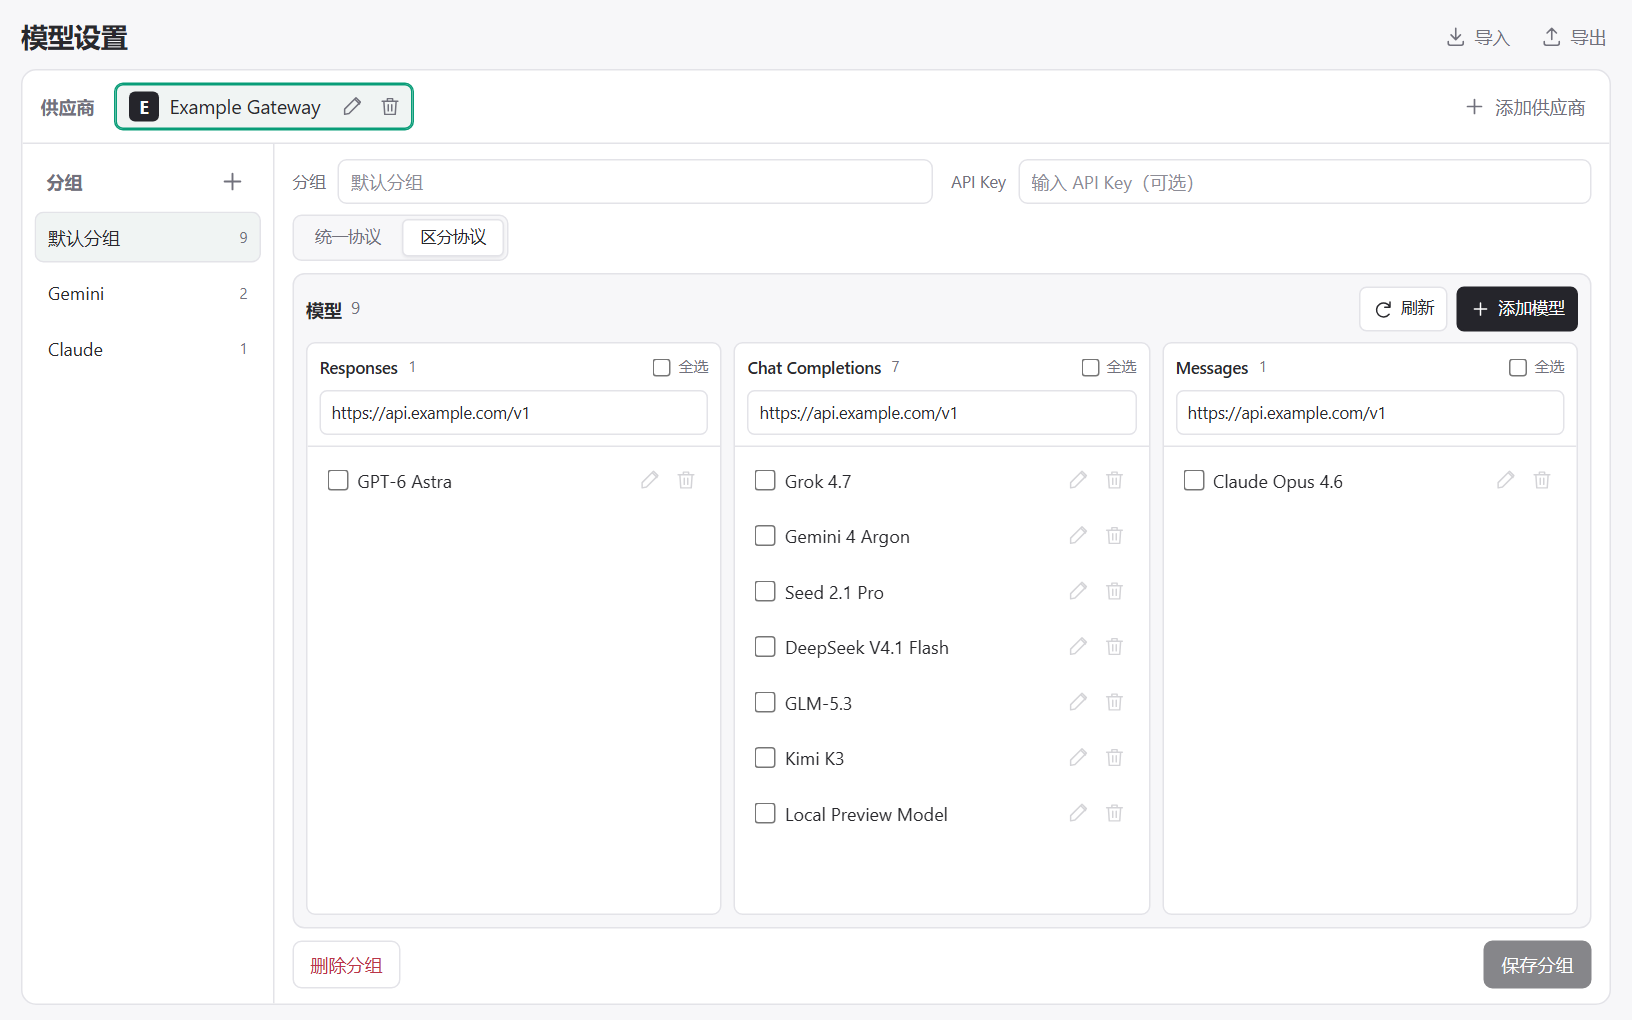 模型设置
导入
导出
供应商
E Example Gateway
添加供应商
分组
默认分组 9
Gemini 2
Claude 1
分组 默认分组
API Key 输入 API Key（可选）
统一协议 区分协议
模型 9
刷新
添加模型
Responses 1 全选
https://api.example.com/v1
GPT-6 Astra
Chat Completions 7 全选
https://api.example.com/v1
Grok 4.7
Gemini 4 Argon
Seed 2.1 Pro
DeepSeek V4.1 Flash
GLM-5.3
Kimi K3
Local Preview Model
Messages 1 全选
https://api.example.com/v1
Claude Opus 4.6
删除分组
保存分组